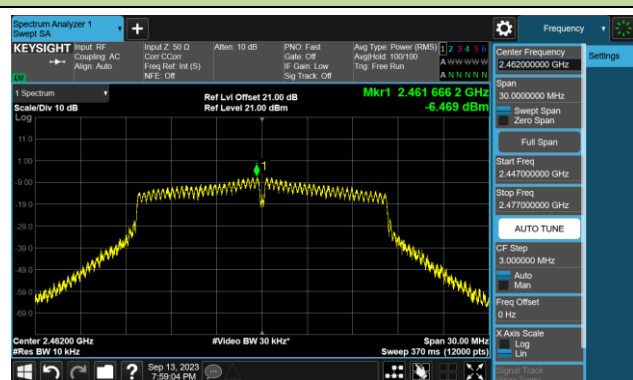 Spectrum Analyzer 1
Swept SA
+
Frequency
KEYSIGHT
Input: RF
Coupling: AC
Align: Auto
Input Z: 50 Ω
Corr CCorr
Freq Ref: Int (S)
NFE: Off
Atten: 10 dB
PNO: Fast
Gate: Off
IF Gain: Low
Sig Track: Off
Avg Type: Power (RMS)
Avg|Hold: 100/100
Trig: Free Run
1 2 3 4 5 6
A W W W W W
A N N N N N
LM
1 Spectrum
Scale/Div 10 dB
Log
Ref Lvl Offset 21.00 dB
Ref Level 21.00 dBm
Mkr1 2.461 666 2 GHz
-6.469 dBm
11.0
1.00
-9.00
-19.0
-29.0
-39.0
-49.0
-59.0
-69.0
1
Center 2.46200 GHz
#Res BW 10 kHz
#Video BW 30 kHz*
Span 30.00 MHz
Sweep 370 ms (12000 pts)
Center Frequency
2.462000000 GHz
Span
30.0000000 MHz
Swept Span
Zero Span
Full Span
Start Freq
2.447000000 GHz
Stop Freq
2.477000000 GHz
AUTO TUNE
CF Step
3.000000 MHz
Auto
Man
Freq Offset
0 Hz
X Axis Scale
Log
Lin
Signal Track
Settings
?
Sep 13, 2023
7:59:04 PM